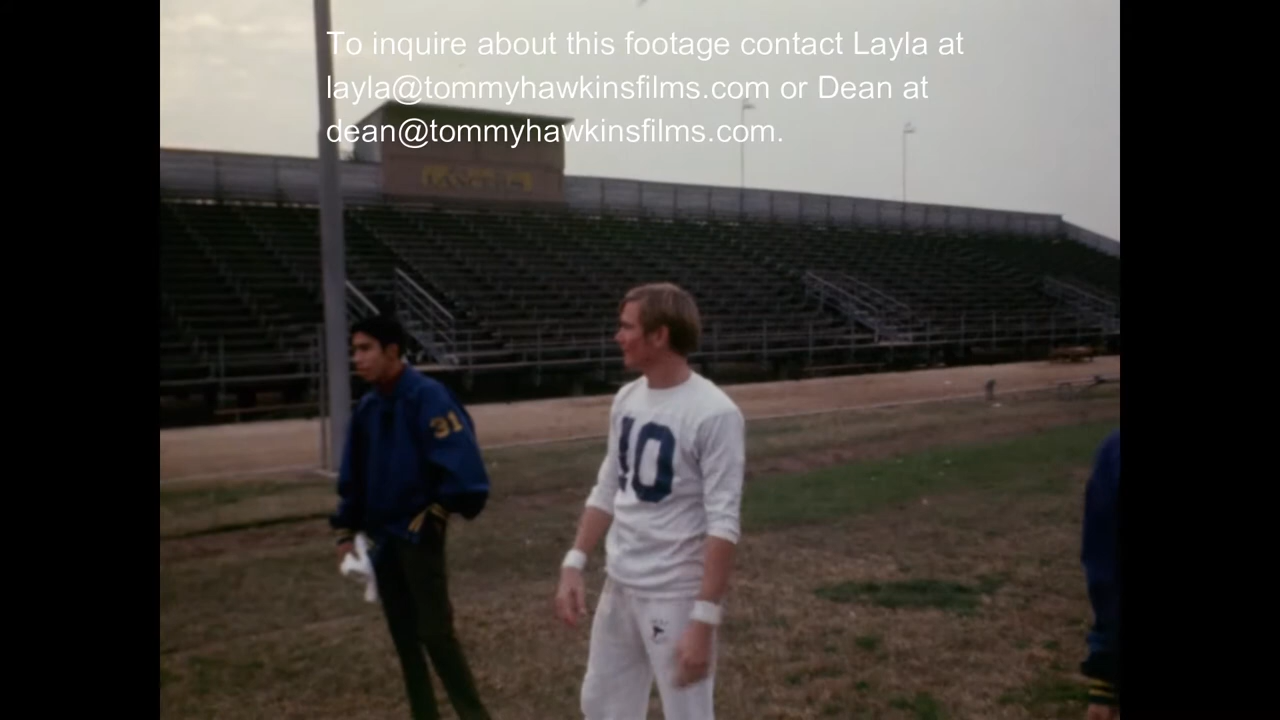 To inquire about this footage contact Layla at
layla@tommyhawkinsfilms.com or Dean at
dean@tommyhawkinsfilms.com.
LANCERS
31
10